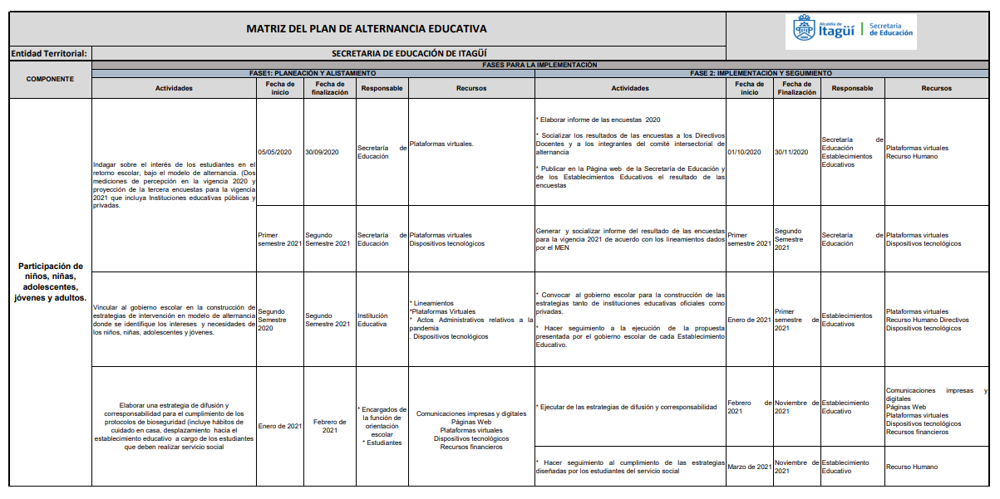 MATRIZ DEL PLAN DE ALTERNANCIA EDUCATIVA
Alcaldía de
Itagüí
Secretaría
de Educación
Entidad Territorial:
SECRETARIA DE EDUCACIÓN DE ITAGÜÍ
COMPONENTE
FASES PARA LA IMPLEMENTACIÓN
FASE1: PLANEACIÓN Y ALISTAMIENTO
FASE 2: IMPLEMENTACIÓN Y SEGUIMIENTO
Actividades
Fecha de
inicio
Fecha de
finalización
Responsable
Recursos
Actividades
Fecha de
inicio
Fecha de
Finalización
Responsable
Recursos
Participación de
niños, niñas,
adolescentes,
jóvenes y adultos.
Indagar sobre el interés de los estudiantes en el
retorno escolar, bajo el modelo de alternancia. (Dos
mediciones de percepción en la vigencia 2020 y
proyección de la tercera encuestas para la vigencia
2021 que incluya Instituciones educativas públicas y
privadas.
05/05/2020
30/09/2020
Secretaría de
Educación
Plataformas virtuales.
* Elaborar informe de las encuestas 2020
* Socializar los resultados de las encuestas a los Directivos
Docentes y a los integrantes del comité intersectorial de
alternancia
* Publicar en la Página web de la Secretaría de Educación y
de los Establecimientos Educativos el resultado de las
encuestas
01/10/2020
30/11/2020
Secretaría de
Educación
Establecimientos
Educativos
Plataformas virtuales
Recurso Humano
Primer
semestre 2021
Segundo
Semestre 2021
Secretaría de
Educación
Plataformas virtuales
Dispositivos tecnológicos
Generar y socializar informe del resultado de las encuestas
para la vigencia 2021 de acuerdo con los lineamientos dados
por el MEN
Primer
semestre 2021
Segundo
Semestre
2021
Secretaría de
Educación
Plataformas virtuales
Dispositivos tecnológicos
Vincular al gobierno escolar en la construcción de
estrategias de intervención en modelo de alternancia
donde se identifique los intereses y necesidades de
los niños, niñas, adolescentes y jóvenes.
Segundo
Semestre
2020
Segundo
Semestre 2021
Institución
Educativa
* Lineamientos
*Plataformas Virtuales
* Actos Administrativos relativos a la
pandemia
. Dispositivos tecnológicos
* Convocar al gobierno escolar para la construcción de las
estrategias tanto de instituciones educativas oficiales como
privadas.
* Hacer seguimiento a la ejecución de la propuesta
presentada por el gobierno escolar de cada Establecimiento
Educativo.
Enero de 2021
Primer
semestre de
2021
Establecimientos
Educativos
Plataformas virtuales
Recurso Humano Directivos
Dispositivos tecnológicos
Elaborar una estrategia de difusión y
corresponsabilidad para el cumplimiento de los
protocolos de bioseguridad (incluye hábitos de
cuidado en casa, desplazamiento hacia el
establecimiento educativo a cargo de los estudiantes
que deben realizar servicio social
Enero de 2021
Febrero de
2021
* Encargados de
la función de
orientación
escolar
* Estudiantes
Comunicaciones impresas y digitales
Páginas Web
Plataformas virtuales
Dispositivos tecnológicos
Recursos financieros
* Ejecutar de las estrategias de difusión y corresponsabilidad
Febrero de
2021
Noviembre de
2021
Establecimiento
Educativo
Comunicaciones impresas y
digitales
Páginas Web
Plataformas virtuales
Dispositivos tecnológicos
Recursos financieros
* Hacer seguimiento al cumplimiento de las estrategias
diseñadas por los estudiantes del servicio social
Marzo de 2021
Noviembre de
2021
Establecimiento
Educativo
Recurso Humano